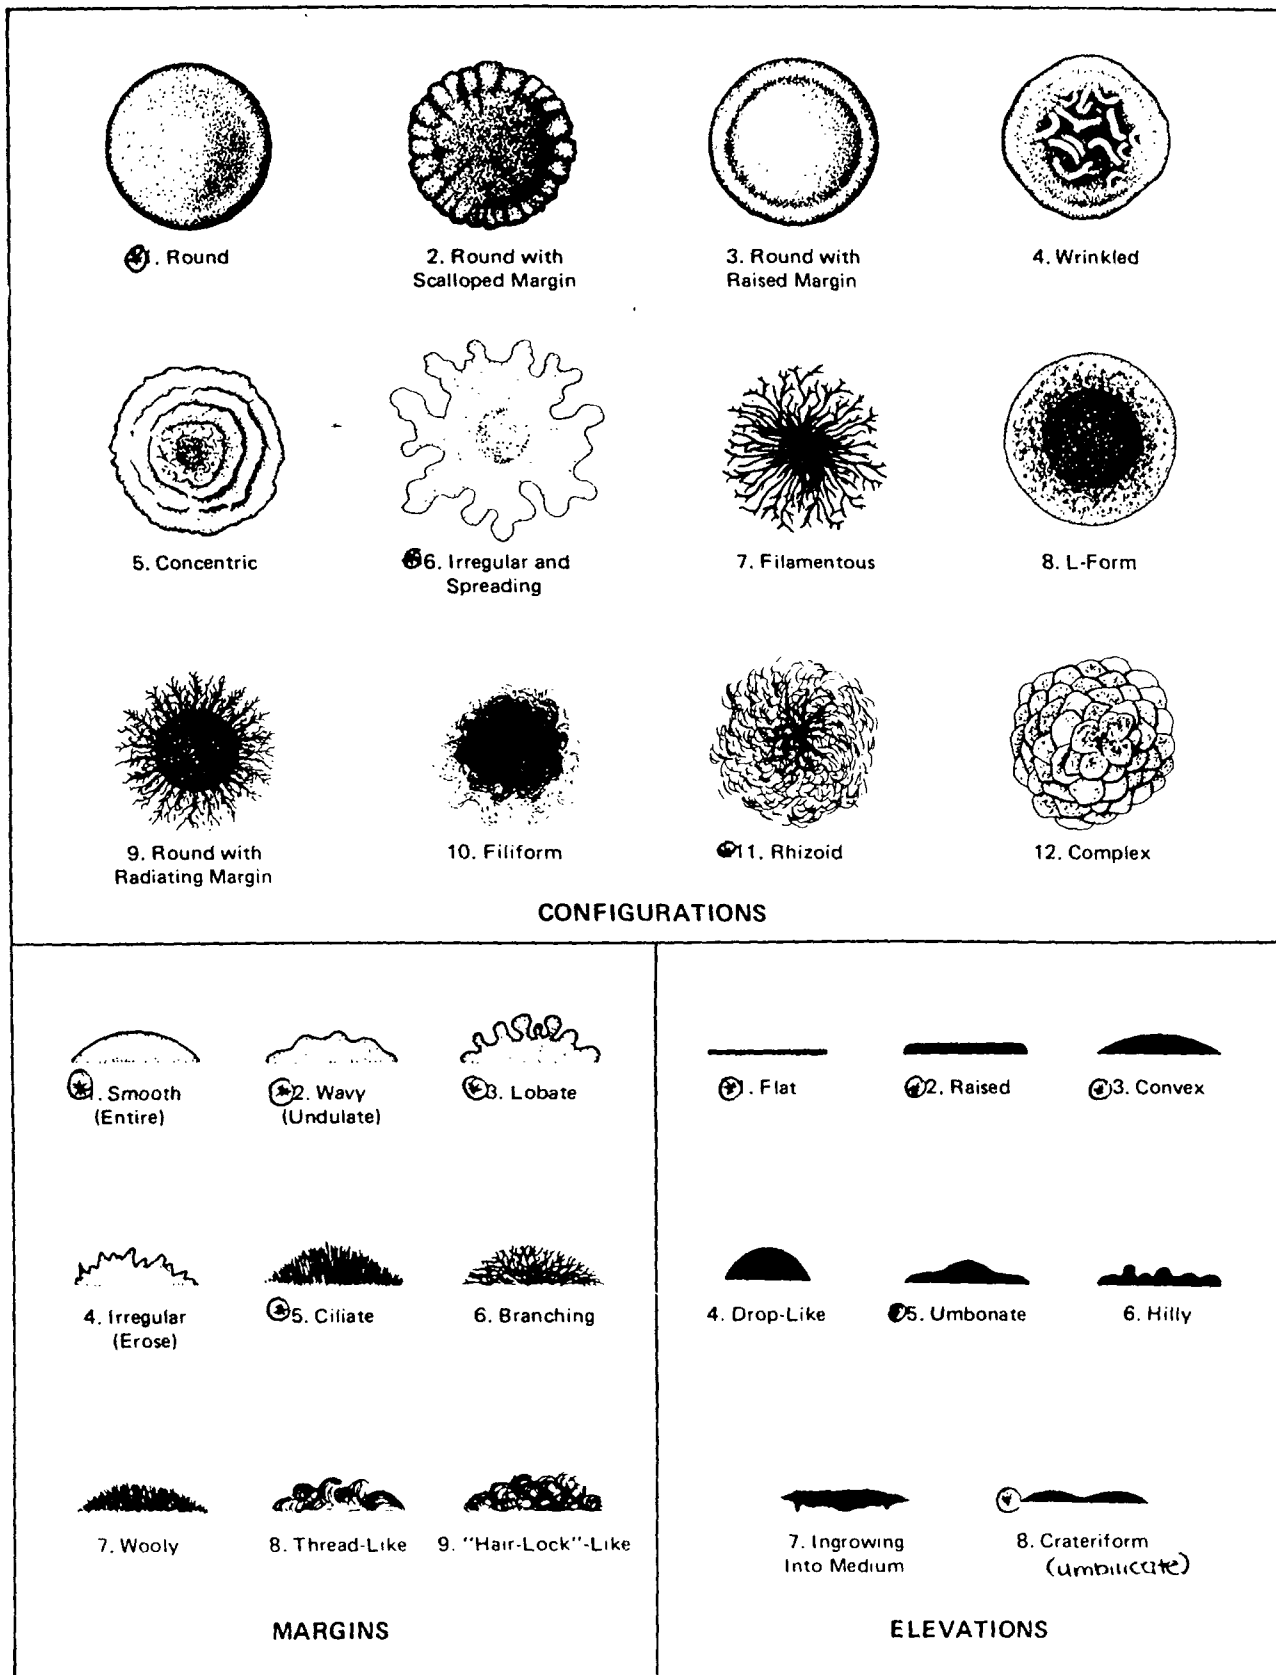 1. Round
2. Round with
Scalloped Margin
3. Round with
Raised Margin
4. Wrinkled
5. Concentric
6. Irregular and
Spreading
7. Filamentous
8. L-Form
9. Round with
Radiating Margin
10. Filiform
11. Rhizoid
12. Complex
CONFIGURATIONS
1. Smooth
(Entire)
2. Wavy
(Undulate)
3. Lobate
4. Irregular
(Erose)
5. Ciliate
6. Branching
7. Wooly
8. Thread-Like
9. "Hair-Lock"-Like
MARGINS
1. Flat
2. Raised
3. Convex
4. Drop-Like
5. Umbonate
6. Hilly
7. Ingrowing
Into Medium
8. Crateriform
(umbilicate)
ELEVATIONS